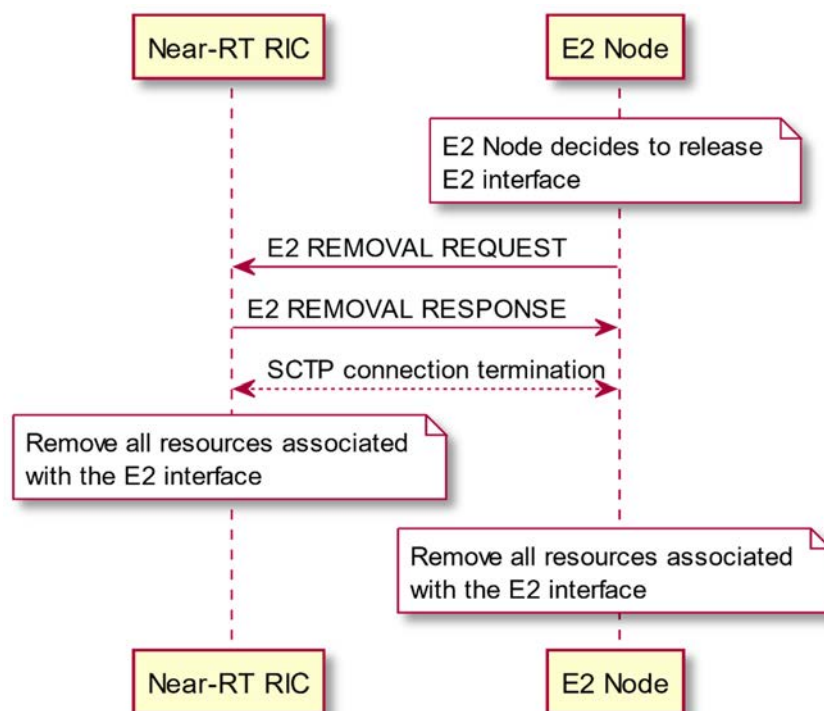 Near-RT RIC
E2 Node
E2 Node decides to release
E2 interface
E2 REMOVAL REQUEST
E2 REMOVAL RESPONSE
SCTP connection termination
Remove all resources associated
with the E2 interface
Remove all resources associated
with the E2 interface
Near-RT RIC
E2 Node